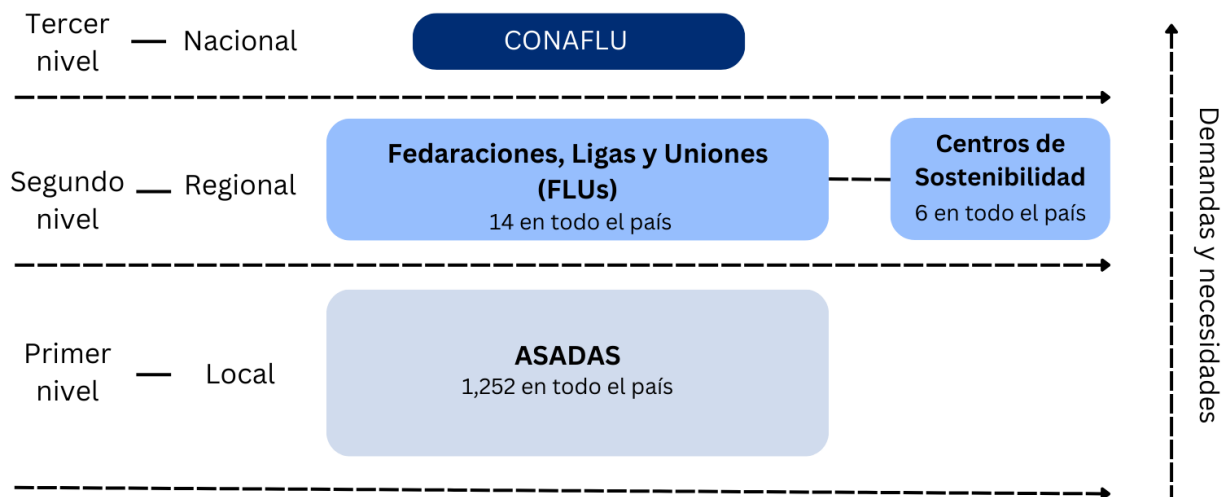 Tercer
nivel
Nacional
CONAFLU
Segundo
nivel
Regional
Fedaraciones, Ligas y Uniones
(FLUs)
14 en todo el país
Centros de
Sostenibilidad
6 en todo el país
Primer
nivel
Local
ASADAS
1,252 en todo el país
Demandas y necesidades